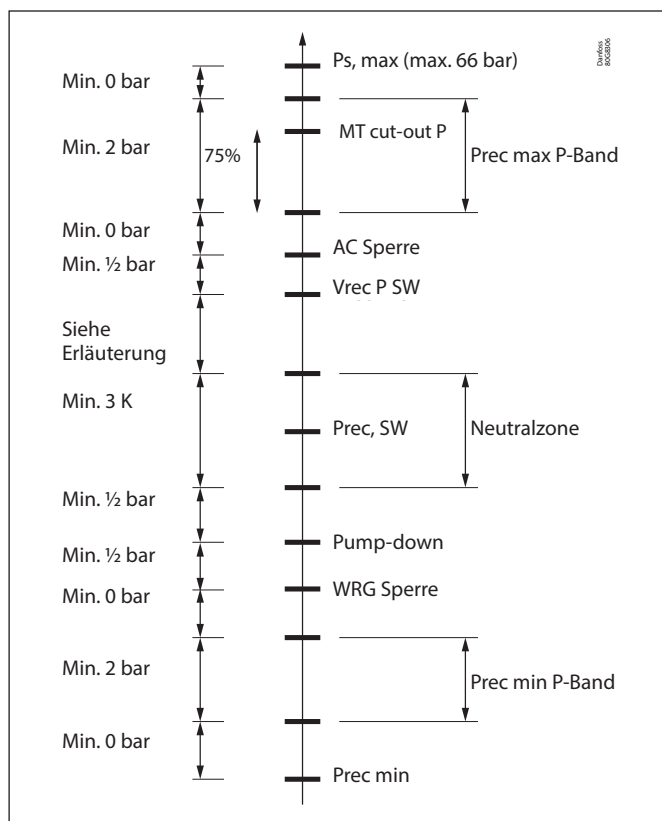 Danfoss
80G8306
Ps, max (max. 66 bar)
Min. 0 bar
MT cut-out P
Min. 2 bar
75%
Prec max P-Band
Min. 0 bar
AC Sperre
Min. ½ bar
Vrec P SW
Siehe
Erläuterung
Min. 3 K
Prec, SW
Neutralzone
Min. ½ bar
Pump-down
Min. ½ bar
WRG Sperre
Min. 0 bar
Min. 2 bar
Prec min P-Band
Min. 0 bar
Prec min